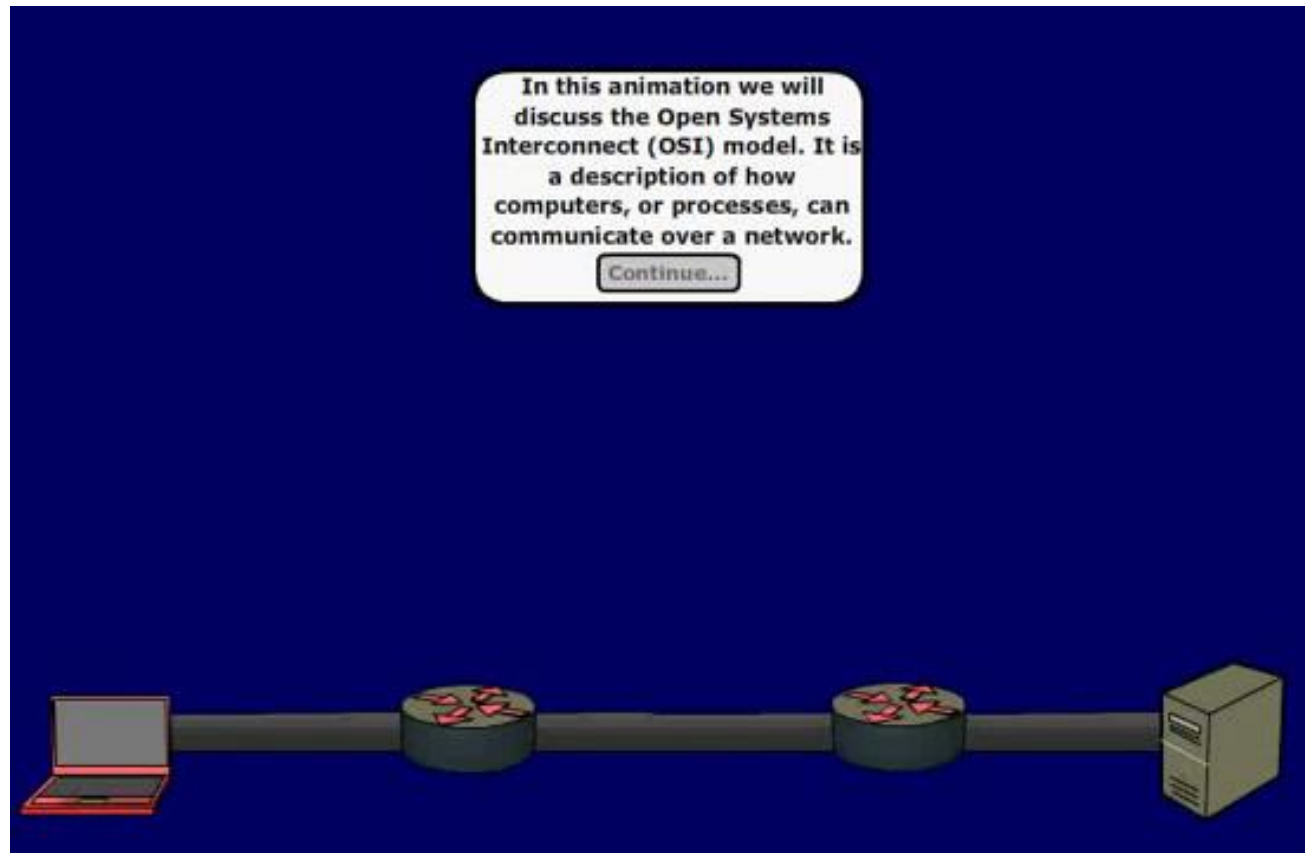 In this animation we will
discuss the Open Systems
Interconnect (OSI) model. It is
a description of how
computers, or processes, can
communicate over a network.
Continue...